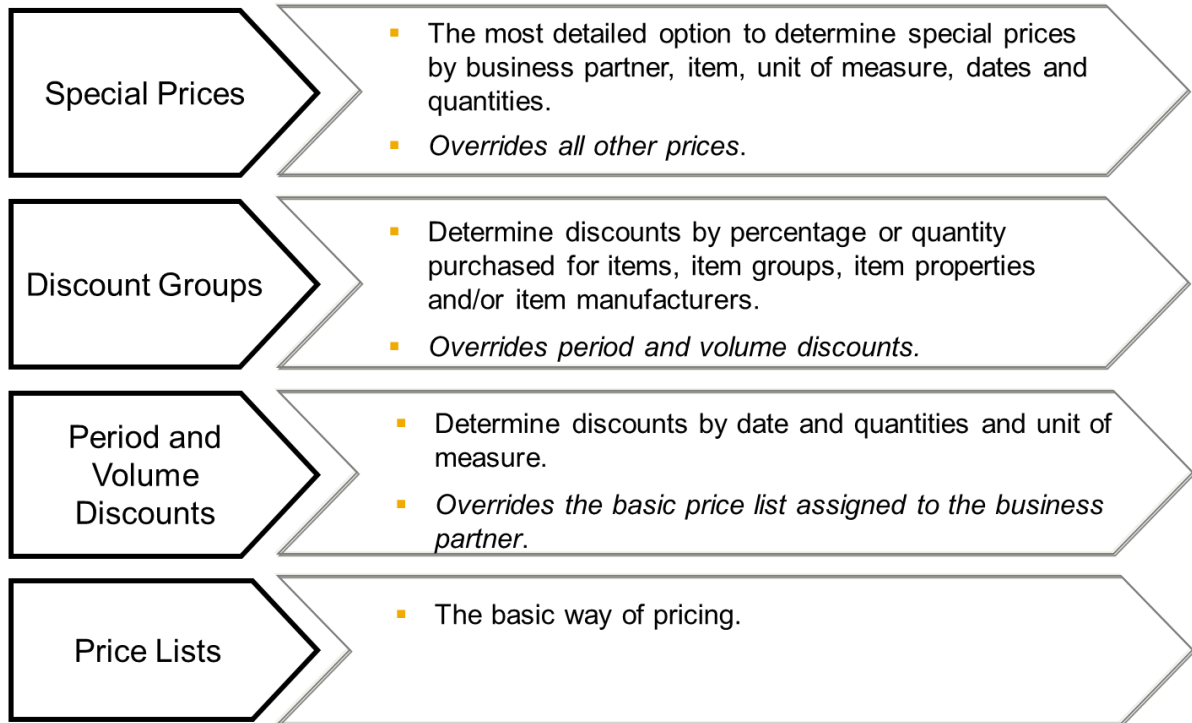 Special Prices
▪ The most detailed option to determine special prices
by business partner, item, unit of measure, dates and
quantities.
▪ Overrides all other prices.
Discount Groups
▪ Determine discounts by percentage or quantity
purchased for items, item groups, item properties
and/or item manufacturers.
▪ Overrides period and volume discounts.
Period and
Volume
Discounts
▪ Determine discounts by date and quantities and unit of
measure.
▪ Overrides the basic price list assigned to the business
partner.
Price Lists
▪ The basic way of pricing.